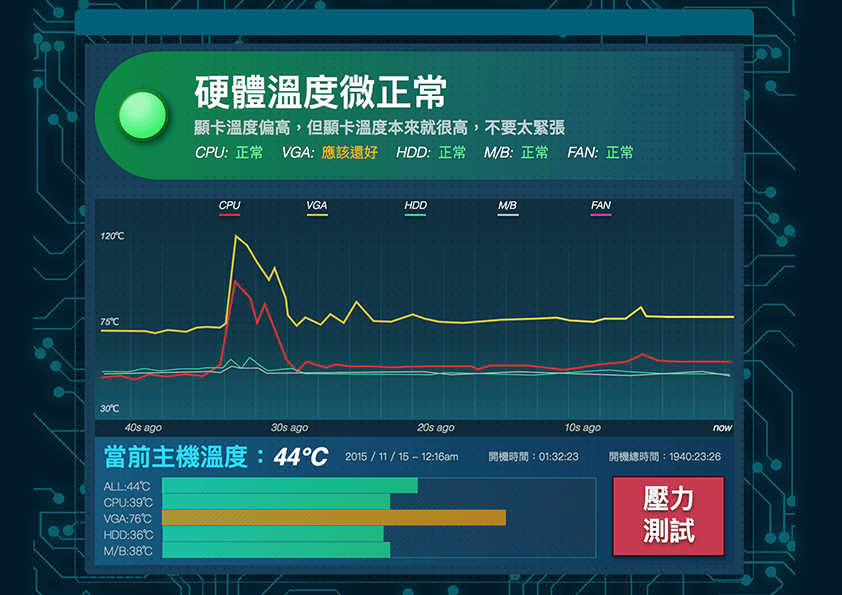 硬體溫度微正常
顯卡溫度偏高，但顯卡溫度本來就很高，不要太緊張
CPU: 正常 VGA: 應該還好 HDD: 正常 M/B: 正常 FAN: 正常
CPU VGA HDD M/B FAN
120℃
75℃
30℃
40s ago 30s ago 20s ago 10s ago now
當前主機溫度：44℃ 2015 / 11 / 15 – 12:16am 開機時間：01:32:23 開機總時間：1940:23:26
ALL:44℃
CPU:39℃
VGA:76℃
HDD:36℃
M/B:38℃
壓力
測試